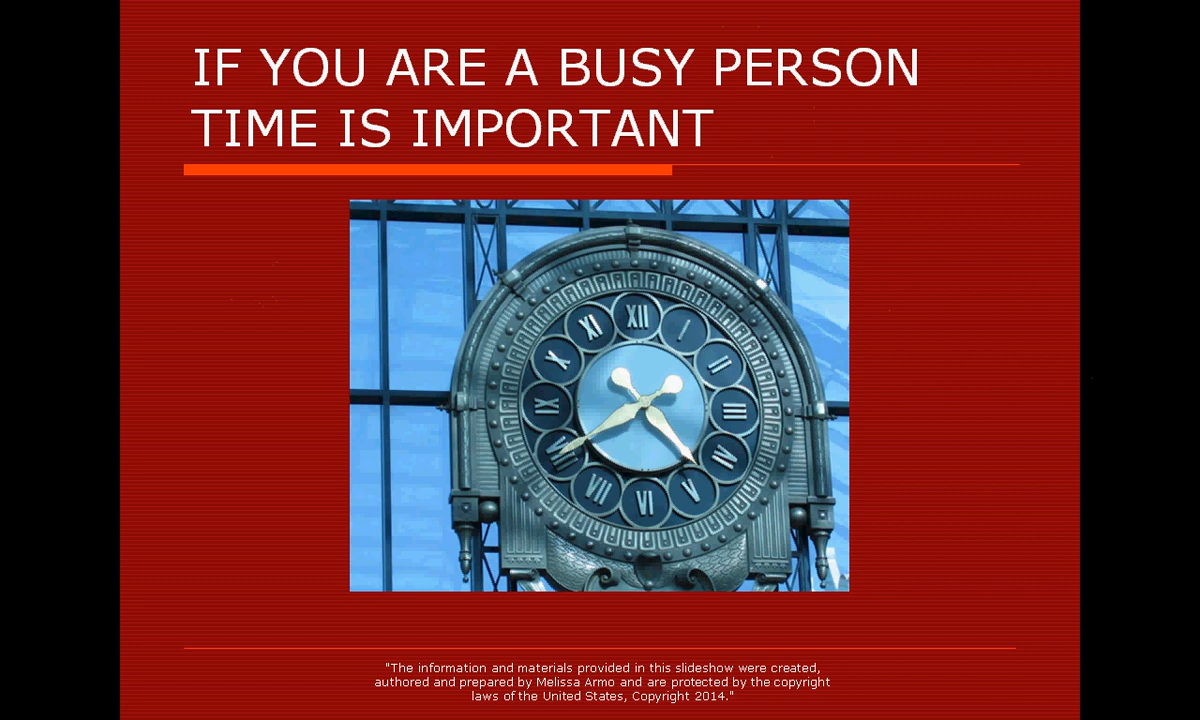 IF YOU ARE A BUSY PERSON
TIME IS IMPORTANT
XII
I
II
III
IV
V
VI
VII
VIII
IX
X
XI
"The information and materials provided in this slideshow were created,
authored and prepared by Melissa Armo and are protected by the copyright
laws of the United States, Copyright 2014."